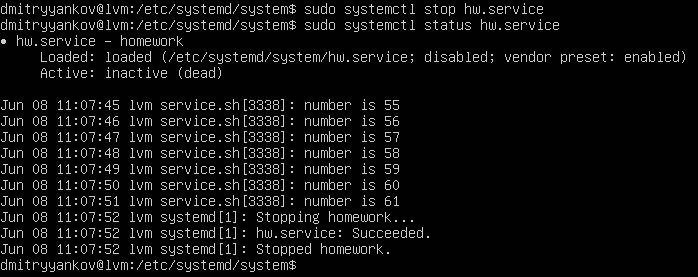 dmitryyankov@lvm:/etc/systemd/system$ sudo systemctl stop hw.service
dmitryyankov@lvm:/etc/systemd/system$ sudo systemctl status hw.service
● hw.service - homework
     Loaded: loaded (/etc/systemd/system/hw.service; disabled; vendor preset: enabled)
     Active: inactive (dead)

Jun 08 11:07:45 lvm service.sh[3338]: number is 55
Jun 08 11:07:46 lvm service.sh[3338]: number is 56
Jun 08 11:07:47 lvm service.sh[3338]: number is 57
Jun 08 11:07:48 lvm service.sh[3338]: number is 58
Jun 08 11:07:49 lvm service.sh[3338]: number is 59
Jun 08 11:07:50 lvm service.sh[3338]: number is 60
Jun 08 11:07:51 lvm service.sh[3338]: number is 61
Jun 08 11:07:52 lvm systemd[1]: Stopping homework...
Jun 08 11:07:52 lvm systemd[1]: hw.service: Succeeded.
Jun 08 11:07:52 lvm systemd[1]: Stopped homework.
dmitryyankov@lvm:/etc/systemd/system$